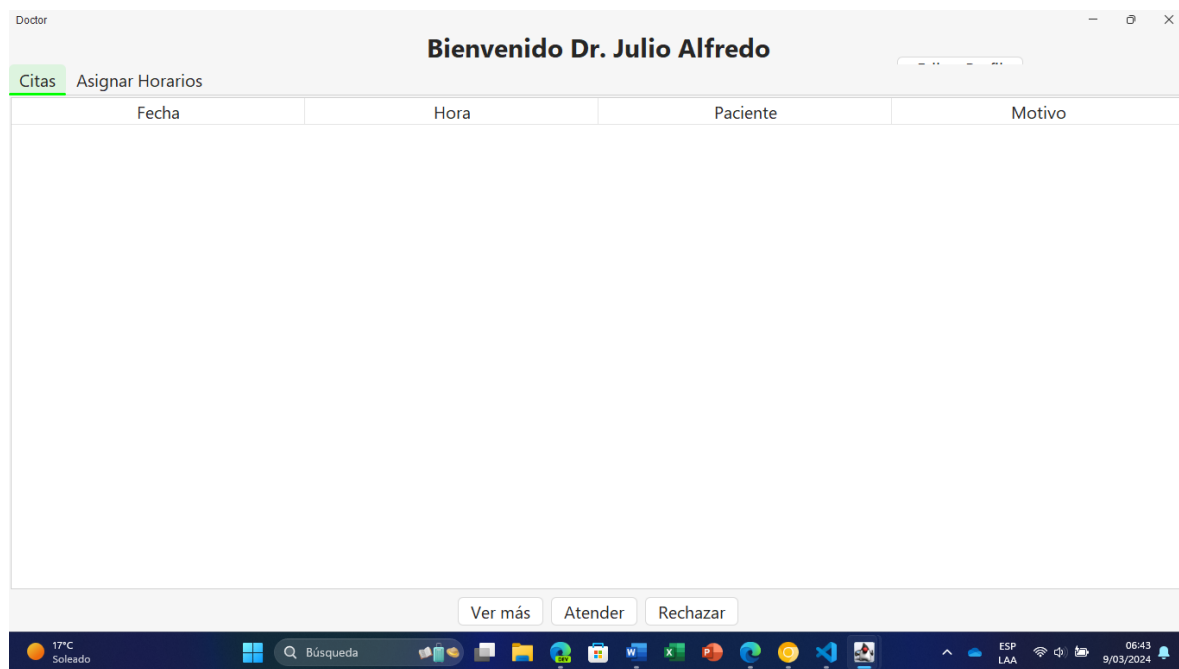 Doctor
Bienvenido Dr. Julio Alfredo
Citas Asignar Horarios
Fecha Hora Paciente Motivo
Ver más Atender Rechazar
17°C
Soleado
Búsqueda
DEV
ESP
LAA
06:43
9/03/2024